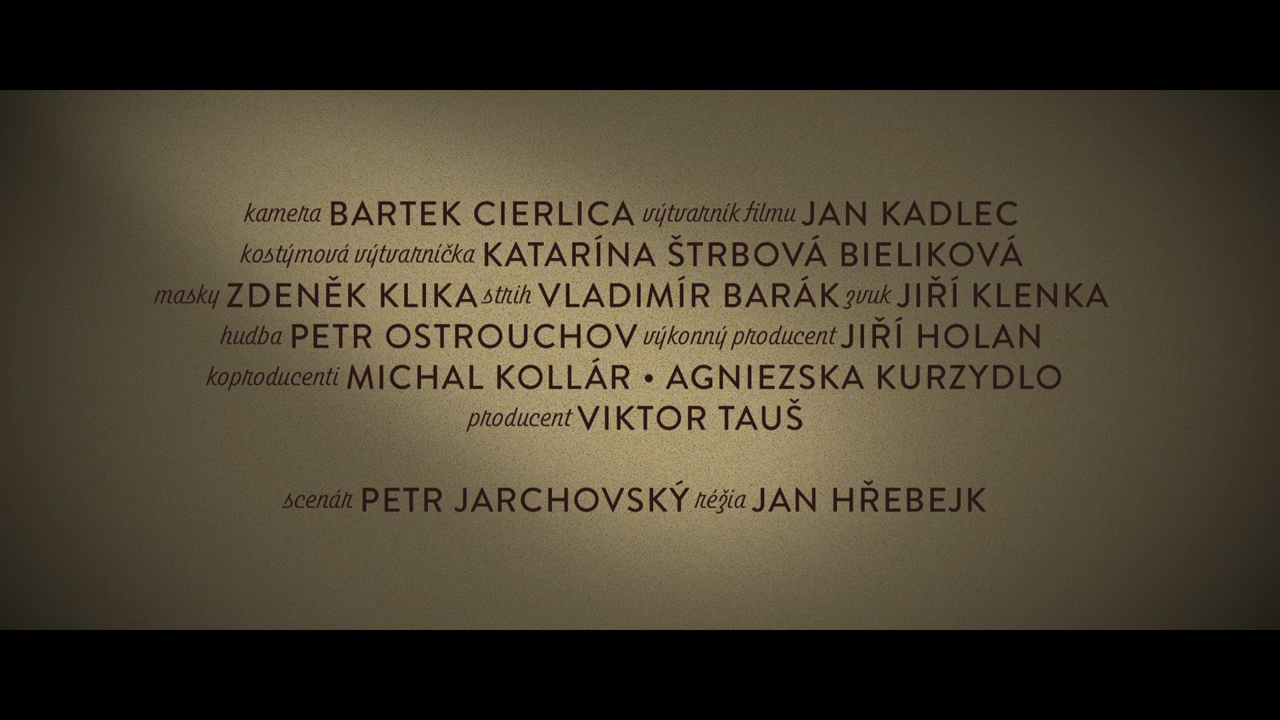 kamera BARTEK CIERLICA výtvarník filmu JAN KADLEC
kostýmová výtvarníčka KATARÍNA ŠTRBOVÁ BIELIKOVÁ
masky ZDENĚK KLIKA strih VLADIMÍR BARÁK zvuk JIŘÍ KLENKA
hudba PETR OSTROUCHOV výkonný producent JIŘÍ HOLAN
koproducenti MICHAL KOLLÁR • AGNIEZSKA KURZYDLO
producent VIKTOR TAUŠ
scenár PETR JARCHOVSKÝ réžia JAN HŘEBEJK